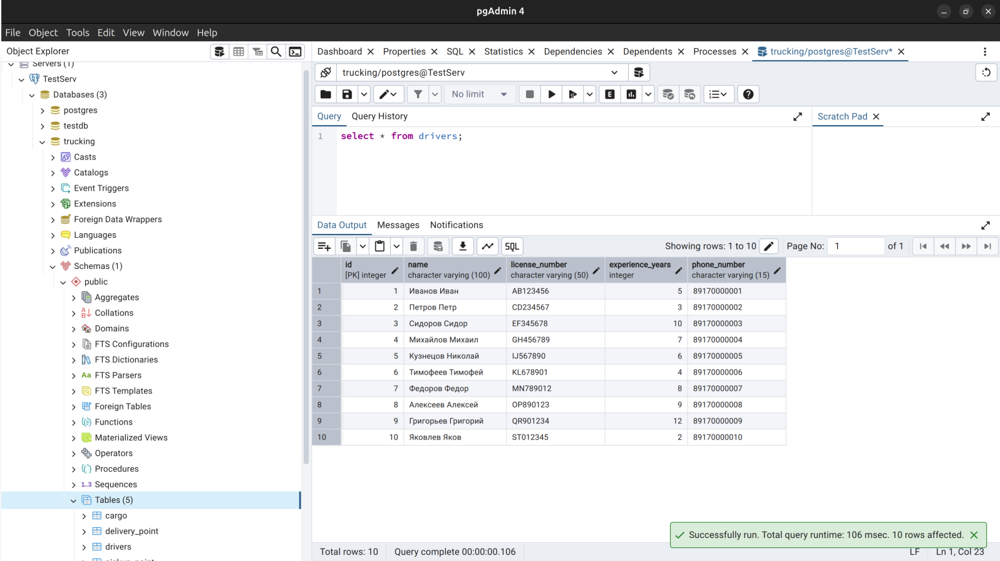 pgAdmin 4
File Object Tools Edit View Window Help
Object Explorer
Servers (1)
TestServ
Databases (3)
postgres
testdb
trucking
Casts
Catalogs
Event Triggers
Extensions
Foreign Data Wrappers
Languages
Publications
Schemas (1)
public
Aggregates
Collations
Domains
FTS Configurations
FTS Dictionaries
Aa FTS Parsers
FTS Templates
Foreign Tables
Functions
Materialized Views
Operators
Procedures
1..3 Sequences
Tables (5)
cargo
delivery_point
drivers
Dashboard Properties SQL Statistics Dependencies Dependents Processes trucking/postgres@TestServ*
trucking/postgres@TestServ
No limit E
Query Query History Scratch Pad
1 select * from drivers;
Data Output Messages Notifications
SQL Showing rows: 1 to 10 Page No: 1 of 1
id name license_number experience_years phone_number
[PK] integer character varying (100) character varying (50) integer character varying (15)
1 1 Иванов Иван AB123456 5 89170000001
2 2 Петров Петр CD234567 3 89170000002
3 3 Сидоров Сидор EF345678 10 89170000003
4 4 Михайлов Михаил GH456789 7 89170000004
5 5 Кузнецов Николай IJ567890 6 89170000005
6 6 Тимофеев Тимофей KL678901 4 89170000006
7 7 Федоров Федор MN789012 8 89170000007
8 8 Алексеев Алексей OP890123 9 89170000008
9 9 Григорьев Григорий QR901234 12 89170000009
10 10 Яковлев Яков ST012345 2 89170000010
Successfully run. Total query runtime: 106 msec. 10 rows affected.
Total rows: 10 Query complete 00:00:00.106 LF Ln 1, Col 23